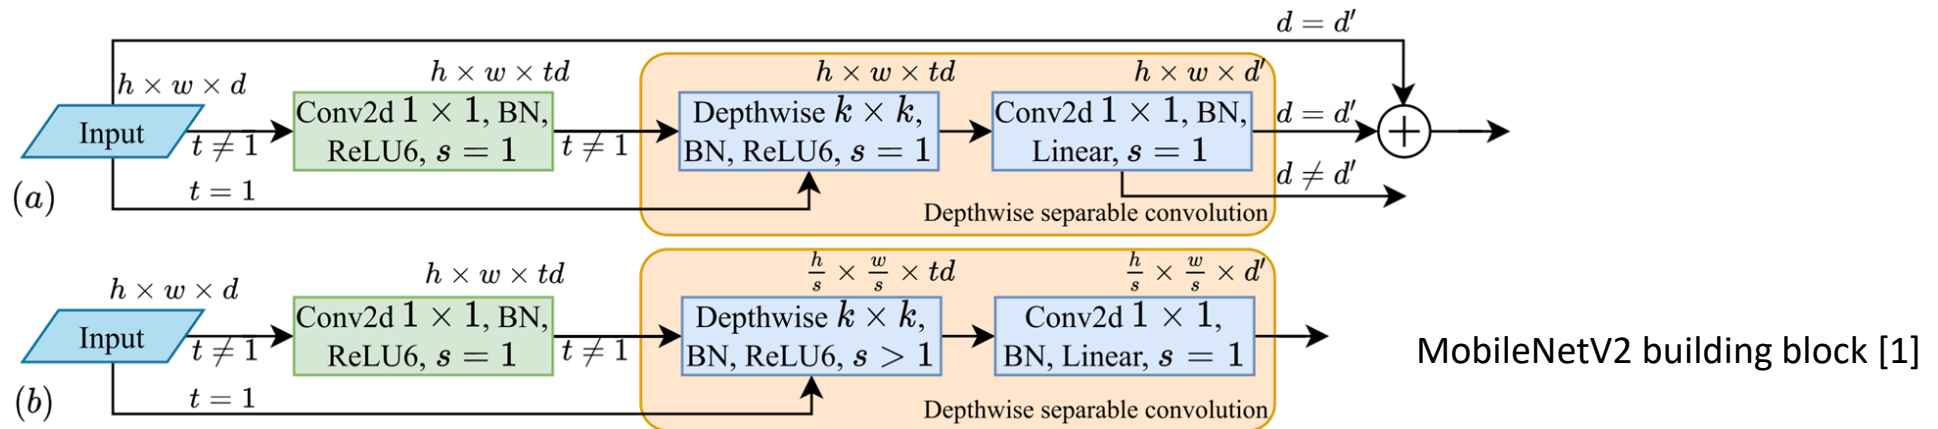 d = d′
h × w × d
h × w × td
h × w × td
h × w × d′
Input
t ≠ 1
Conv2d 1 × 1, BN,
ReLU6, s = 1
t ≠ 1
Depthwise k × k,
BN, ReLU6, s = 1
Conv2d 1 × 1, BN,
Linear, s = 1
d = d′
d ≠ d′
(a)
t = 1
Depthwise separable convolution
h × w × d
h × w × td
h/s × w/s × td
h/s × w/s × d′
Input
t ≠ 1
Conv2d 1 × 1, BN,
ReLU6, s = 1
t ≠ 1
Depthwise k × k,
BN, ReLU6, s > 1
Conv2d 1 × 1,
BN, Linear, s = 1
MobileNetV2 building block [1]
(b)
t = 1
Depthwise separable convolution